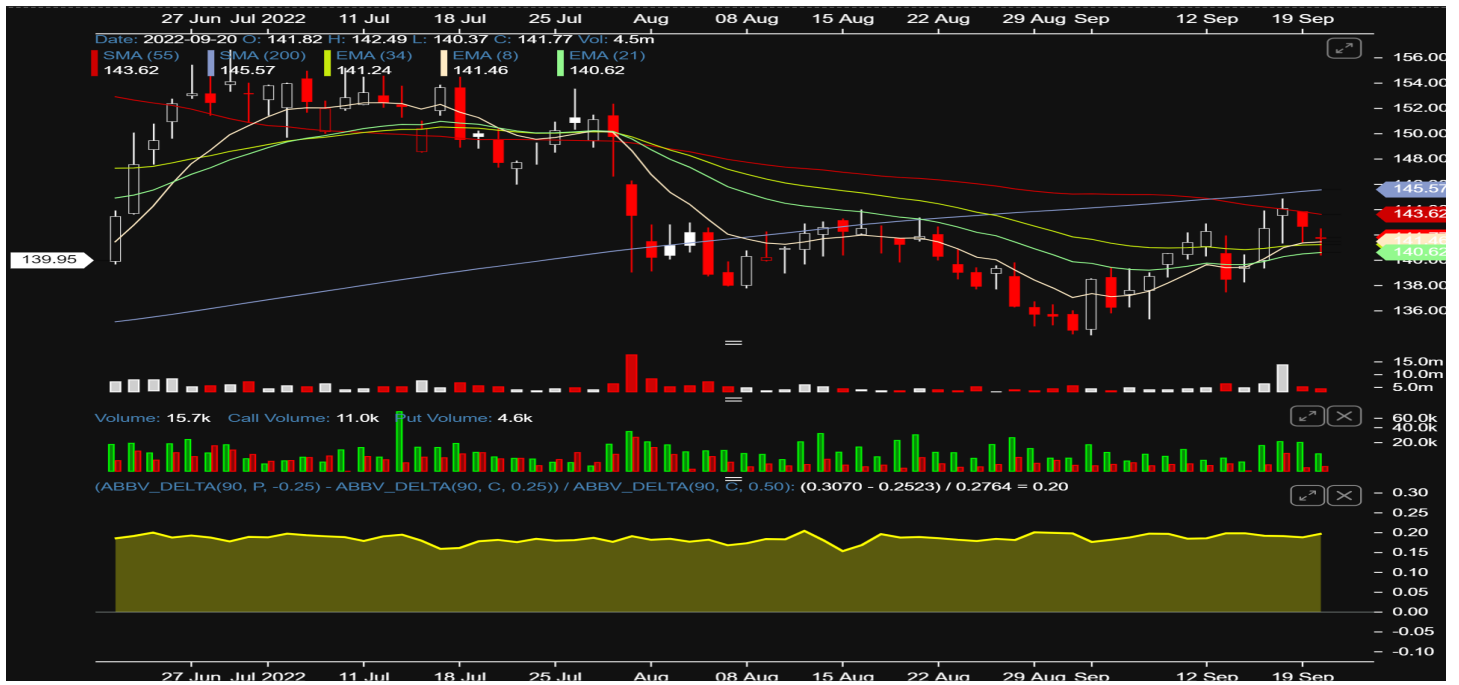 27 Jun Jul 2022 11 Jul 18 Jul 25 Jul Aug 08 Aug 15 Aug 22 Aug 29 Aug Sep 12 Sep 19 Sep
Date: 2022-09-20 O: 141.82 H: 142.49 L: 140.37 C: 141.77 Vol: 4.5m
SMA (55) SMA (200) EMA (34) EMA (8) EMA (21)
143.62 145.57 141.24 141.46 140.62
156.00
154.00
152.00
150.00
148.00
145.57
143.62
141.46
140.62
139.95
138.00
136.00
15.0m
10.0m
5.0m
Volume: 15.7k Call Volume: 11.0k Put Volume: 4.6k
60.0k
40.0k
20.0k
(ABBV_DELTA(90, P, -0.25) - ABBV_DELTA(90, C, 0.25)) / ABBV_DELTA(90, C, 0.50): (0.3070 - 0.2523) / 0.2764 = 0.20
0.30
0.25
0.20
0.15
0.10
0.05
0.00
-0.05
-0.10
27 Jun Jul 2022 11 Jul 18 Jul 25 Jul Aug 08 Aug 15 Aug 22 Aug 29 Aug Sep 12 Sep 19 Sep